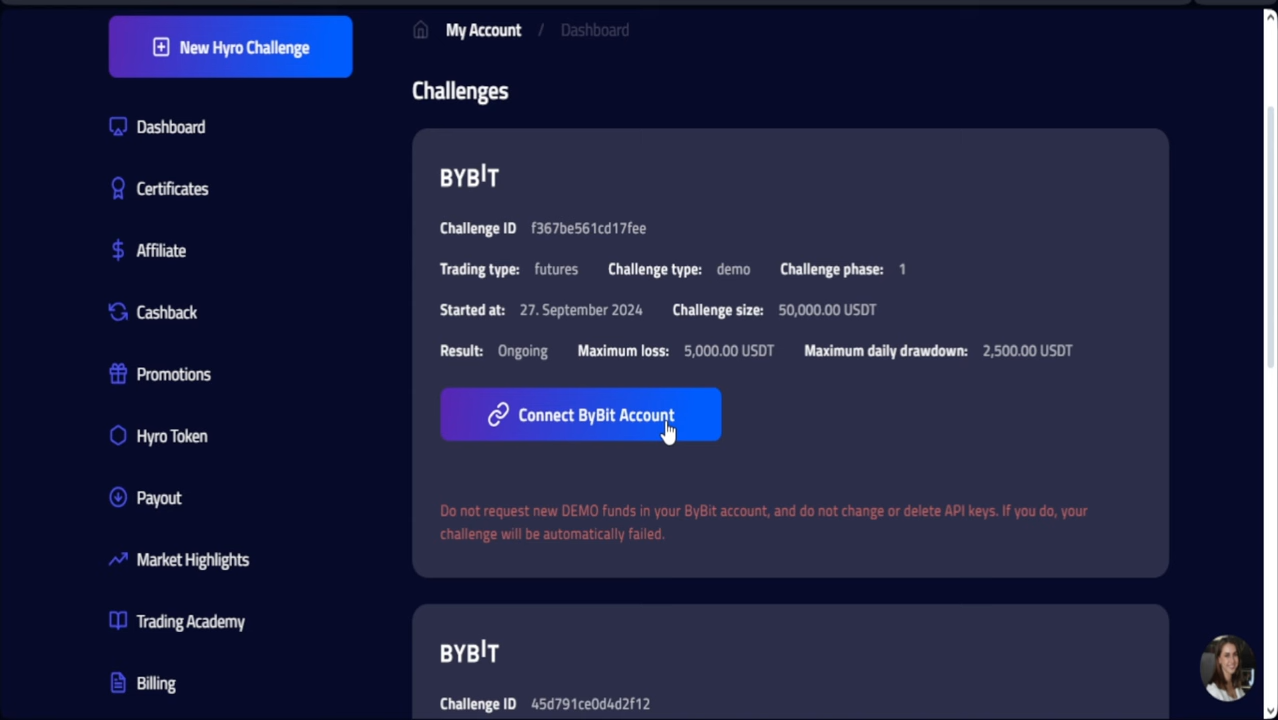 New Hyro Challenge
Dashboard
Certificates
Affiliate
Cashback
Promotions
Hyro Token
Payout
Market Highlights
Trading Academy
Billing
My Account / Dashboard
Challenges
BYBIT
Challenge ID f367be561cd17fee
Trading type: futures Challenge type: demo Challenge phase: 1
Started at: 27. September 2024 Challenge size: 50,000.00 USDT
Result: Ongoing Maximum loss: 5,000.00 USDT Maximum daily drawdown: 2,500.00 USDT
Connect ByBit Account
Do not request new DEMO funds in your ByBit account, and do not change or delete API keys. If you do, your
challenge will be automatically failed.
BYBIT
Challenge ID 45d791ce0d4d2f12